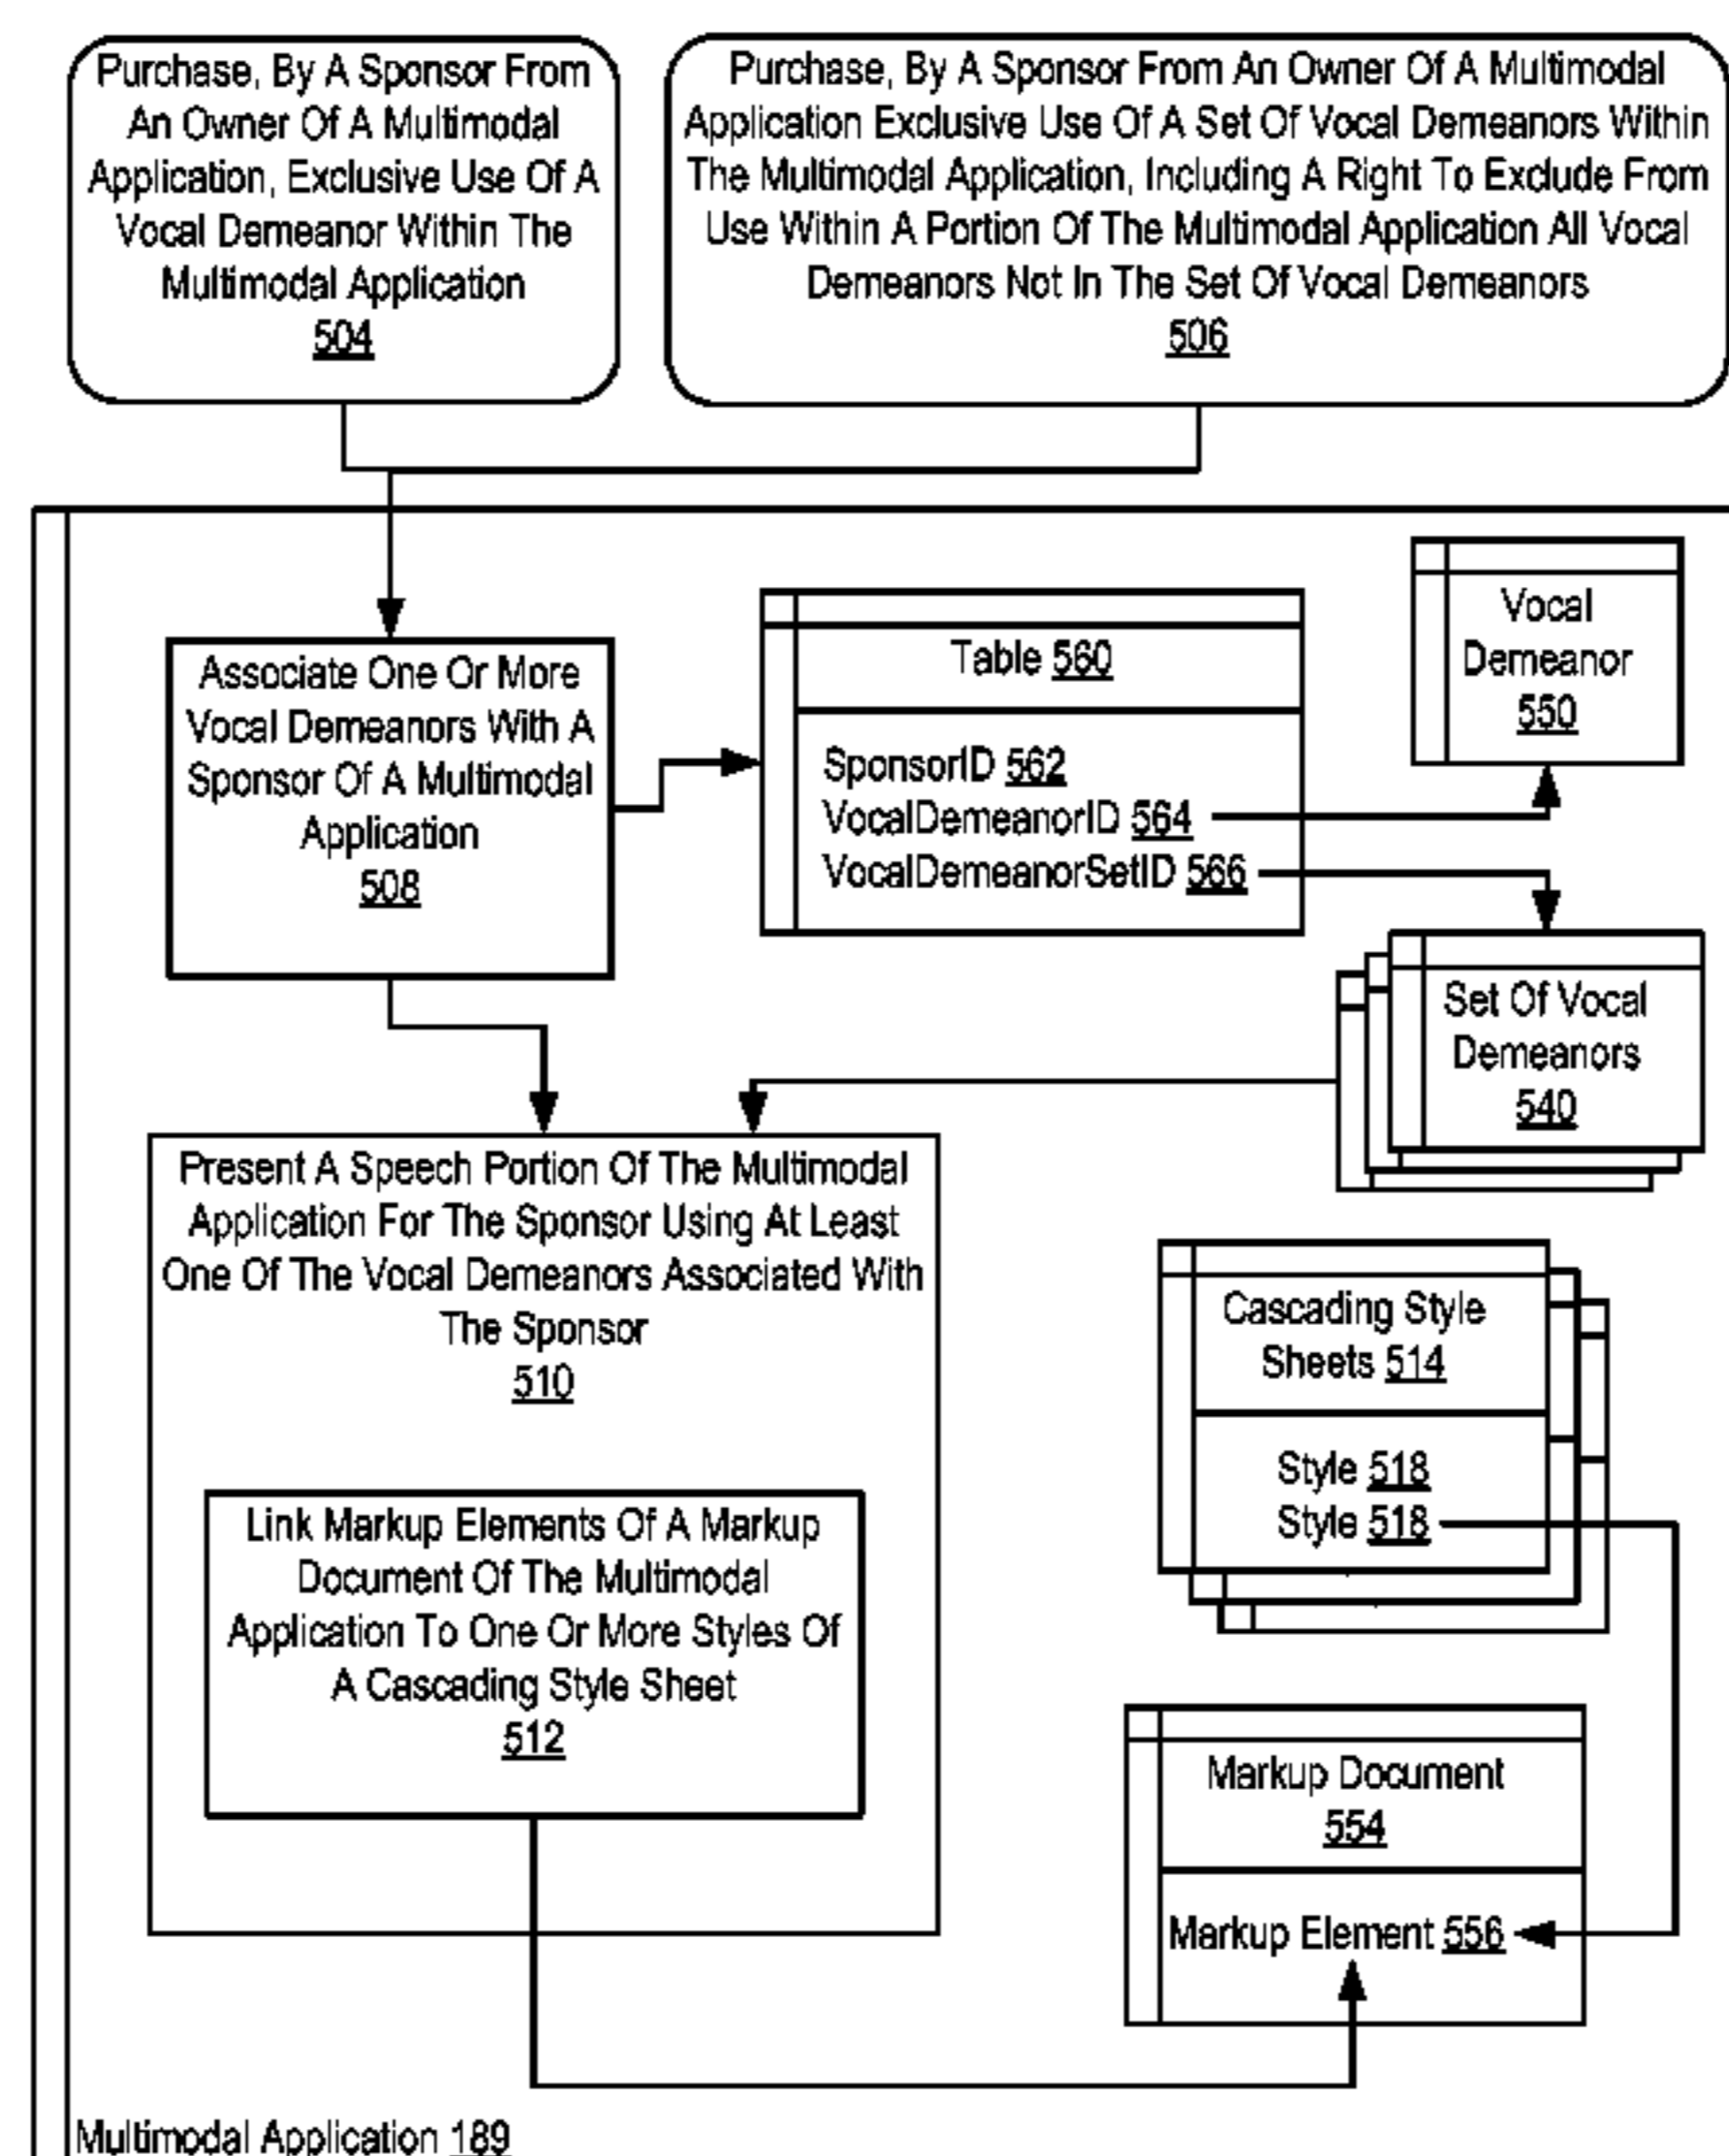 Purchase, By A Sponsor From
An Owner Of A Multimodal
Application, Exclusive Use Of A
Vocal Demeanor Within The
Multimodal Application
504
Purchase, By A Sponsor From An Owner Of A Multimodal
Application Exclusive Use Of A Set Of Vocal Demeanors Within
The Multimodal Application, Including A Right To Exclude From
Use Within A Portion Of The Multimodal Application All Vocal
Demeanors Not In The Set Of Vocal Demeanors
506
Associate One Or More
Vocal Demeanors With A
Sponsor Of A Multimodal
Application
508
Table 560
SponsorID 562
VocalDemeanorID 564
VocalDemeanorSetID 566
Vocal
Demeanor
550
Set Of Vocal
Demeanors
540
Present A Speech Portion Of The Multimodal
Application For The Sponsor Using At Least
One Of The Vocal Demeanors Associated With
The Sponsor
510
Link Markup Elements Of A Markup
Document Of The Multimodal
Application To One Or More Styles Of
A Cascading Style Sheet
512
Cascading Style
Sheets 514
Style 518
Style 518
Markup Document
554
Markup Element 556
Multimodal Application 189